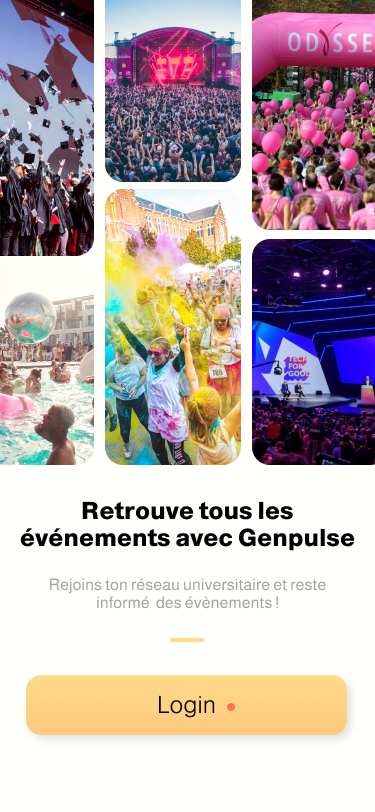 ODYSSE
TECH
FOR
GOOD
Retrouve tous les
événements avec Genpulse
Rejoins ton réseau universitaire et reste
informé  des évènements !
Login